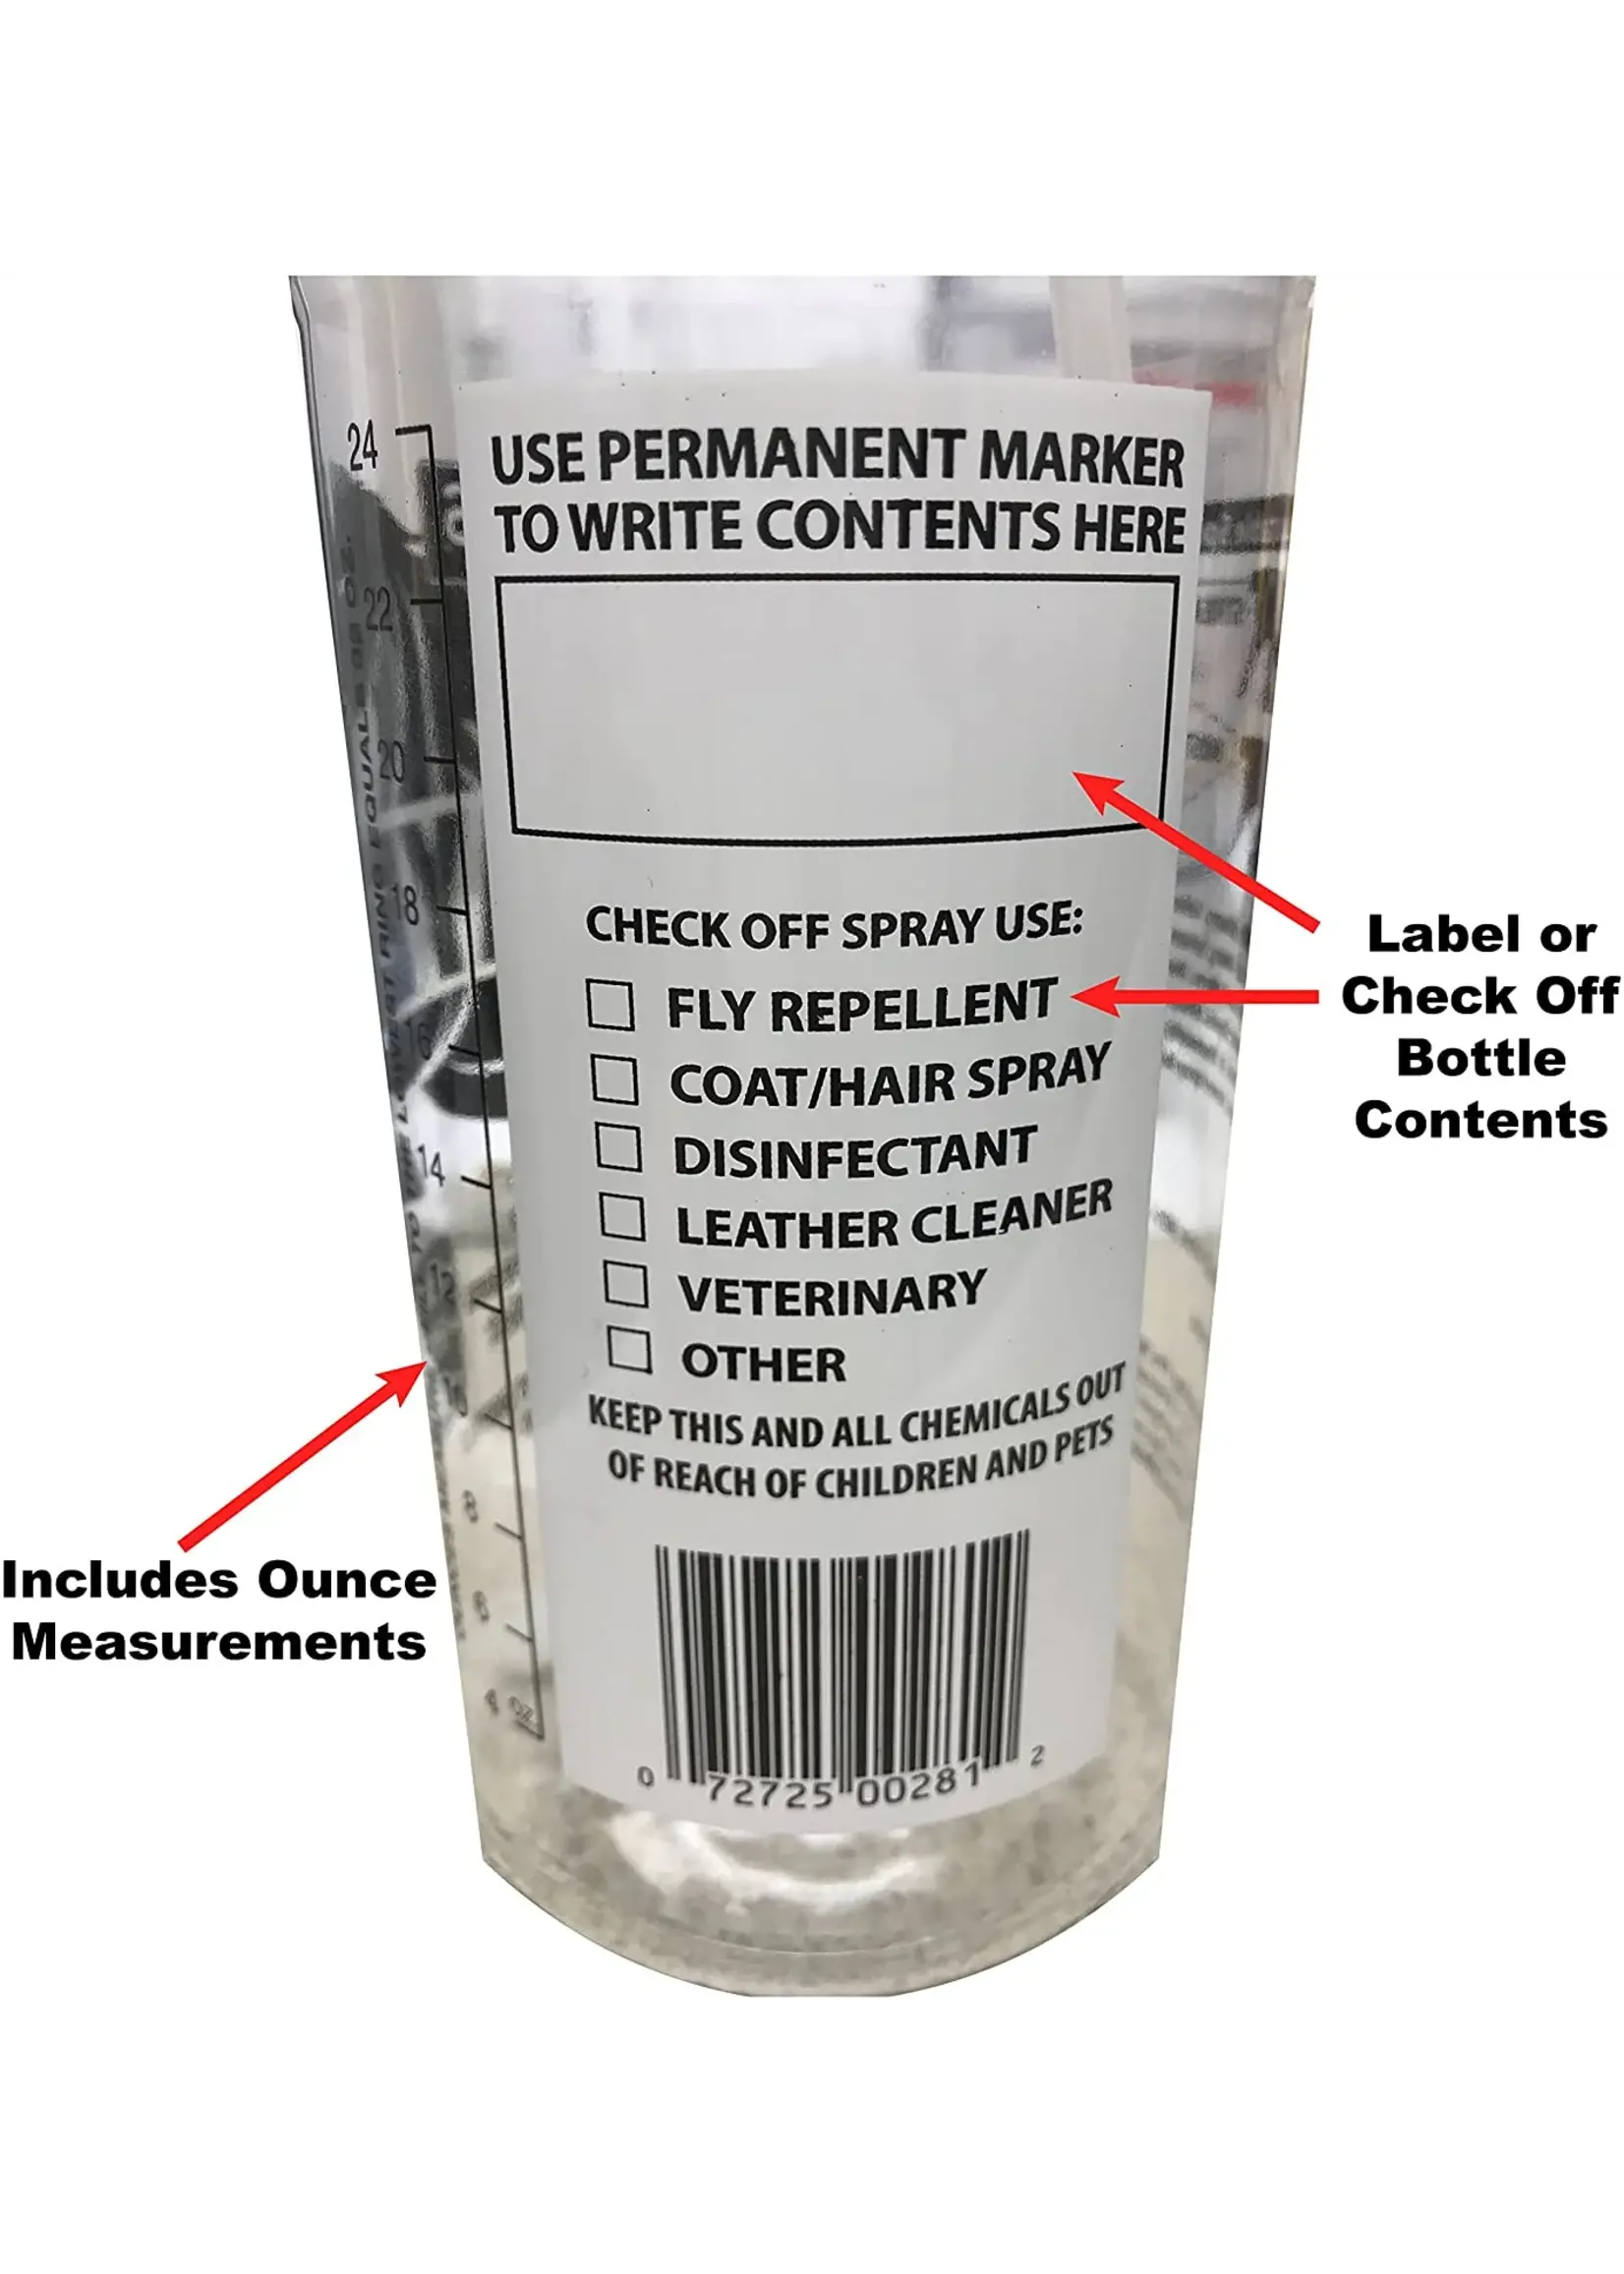 USE PERMANENT MARKER
TO WRITE CONTENTS HERE
CHECK OFF SPRAY USE:
FLY REPELLENT
COAT/HAIR SPRAY
DISINFECTANT
LEATHER CLEANER
VETERINARY
OTHER
KEEP THIS AND ALL CHEMICALS OUT
OF REACH OF CHILDREN AND PETS
0 72725 00281 2
24
22
20
18
16
14
12
10
8
6
4 OZ.
Label or
Check Off
Bottle
Contents
Includes Ounce
Measurements